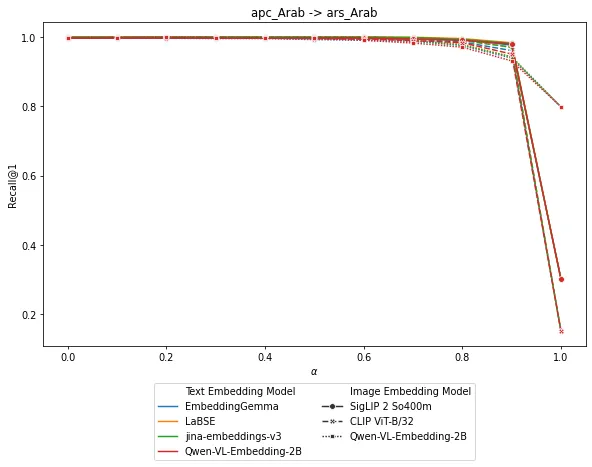 apc_Arab -> ars_Arab
Recall@1
1.0
0.8
0.6
0.4
0.2
0.0 0.2 0.4 0.6 0.8 1.0
α
Text Embedding Model
EmbeddingGemma
LaBSE
jina-embeddings-v3
Qwen-VL-Embedding-2B
Image Embedding Model
SigLIP 2 So400m
CLIP ViT-B/32
Qwen-VL-Embedding-2B